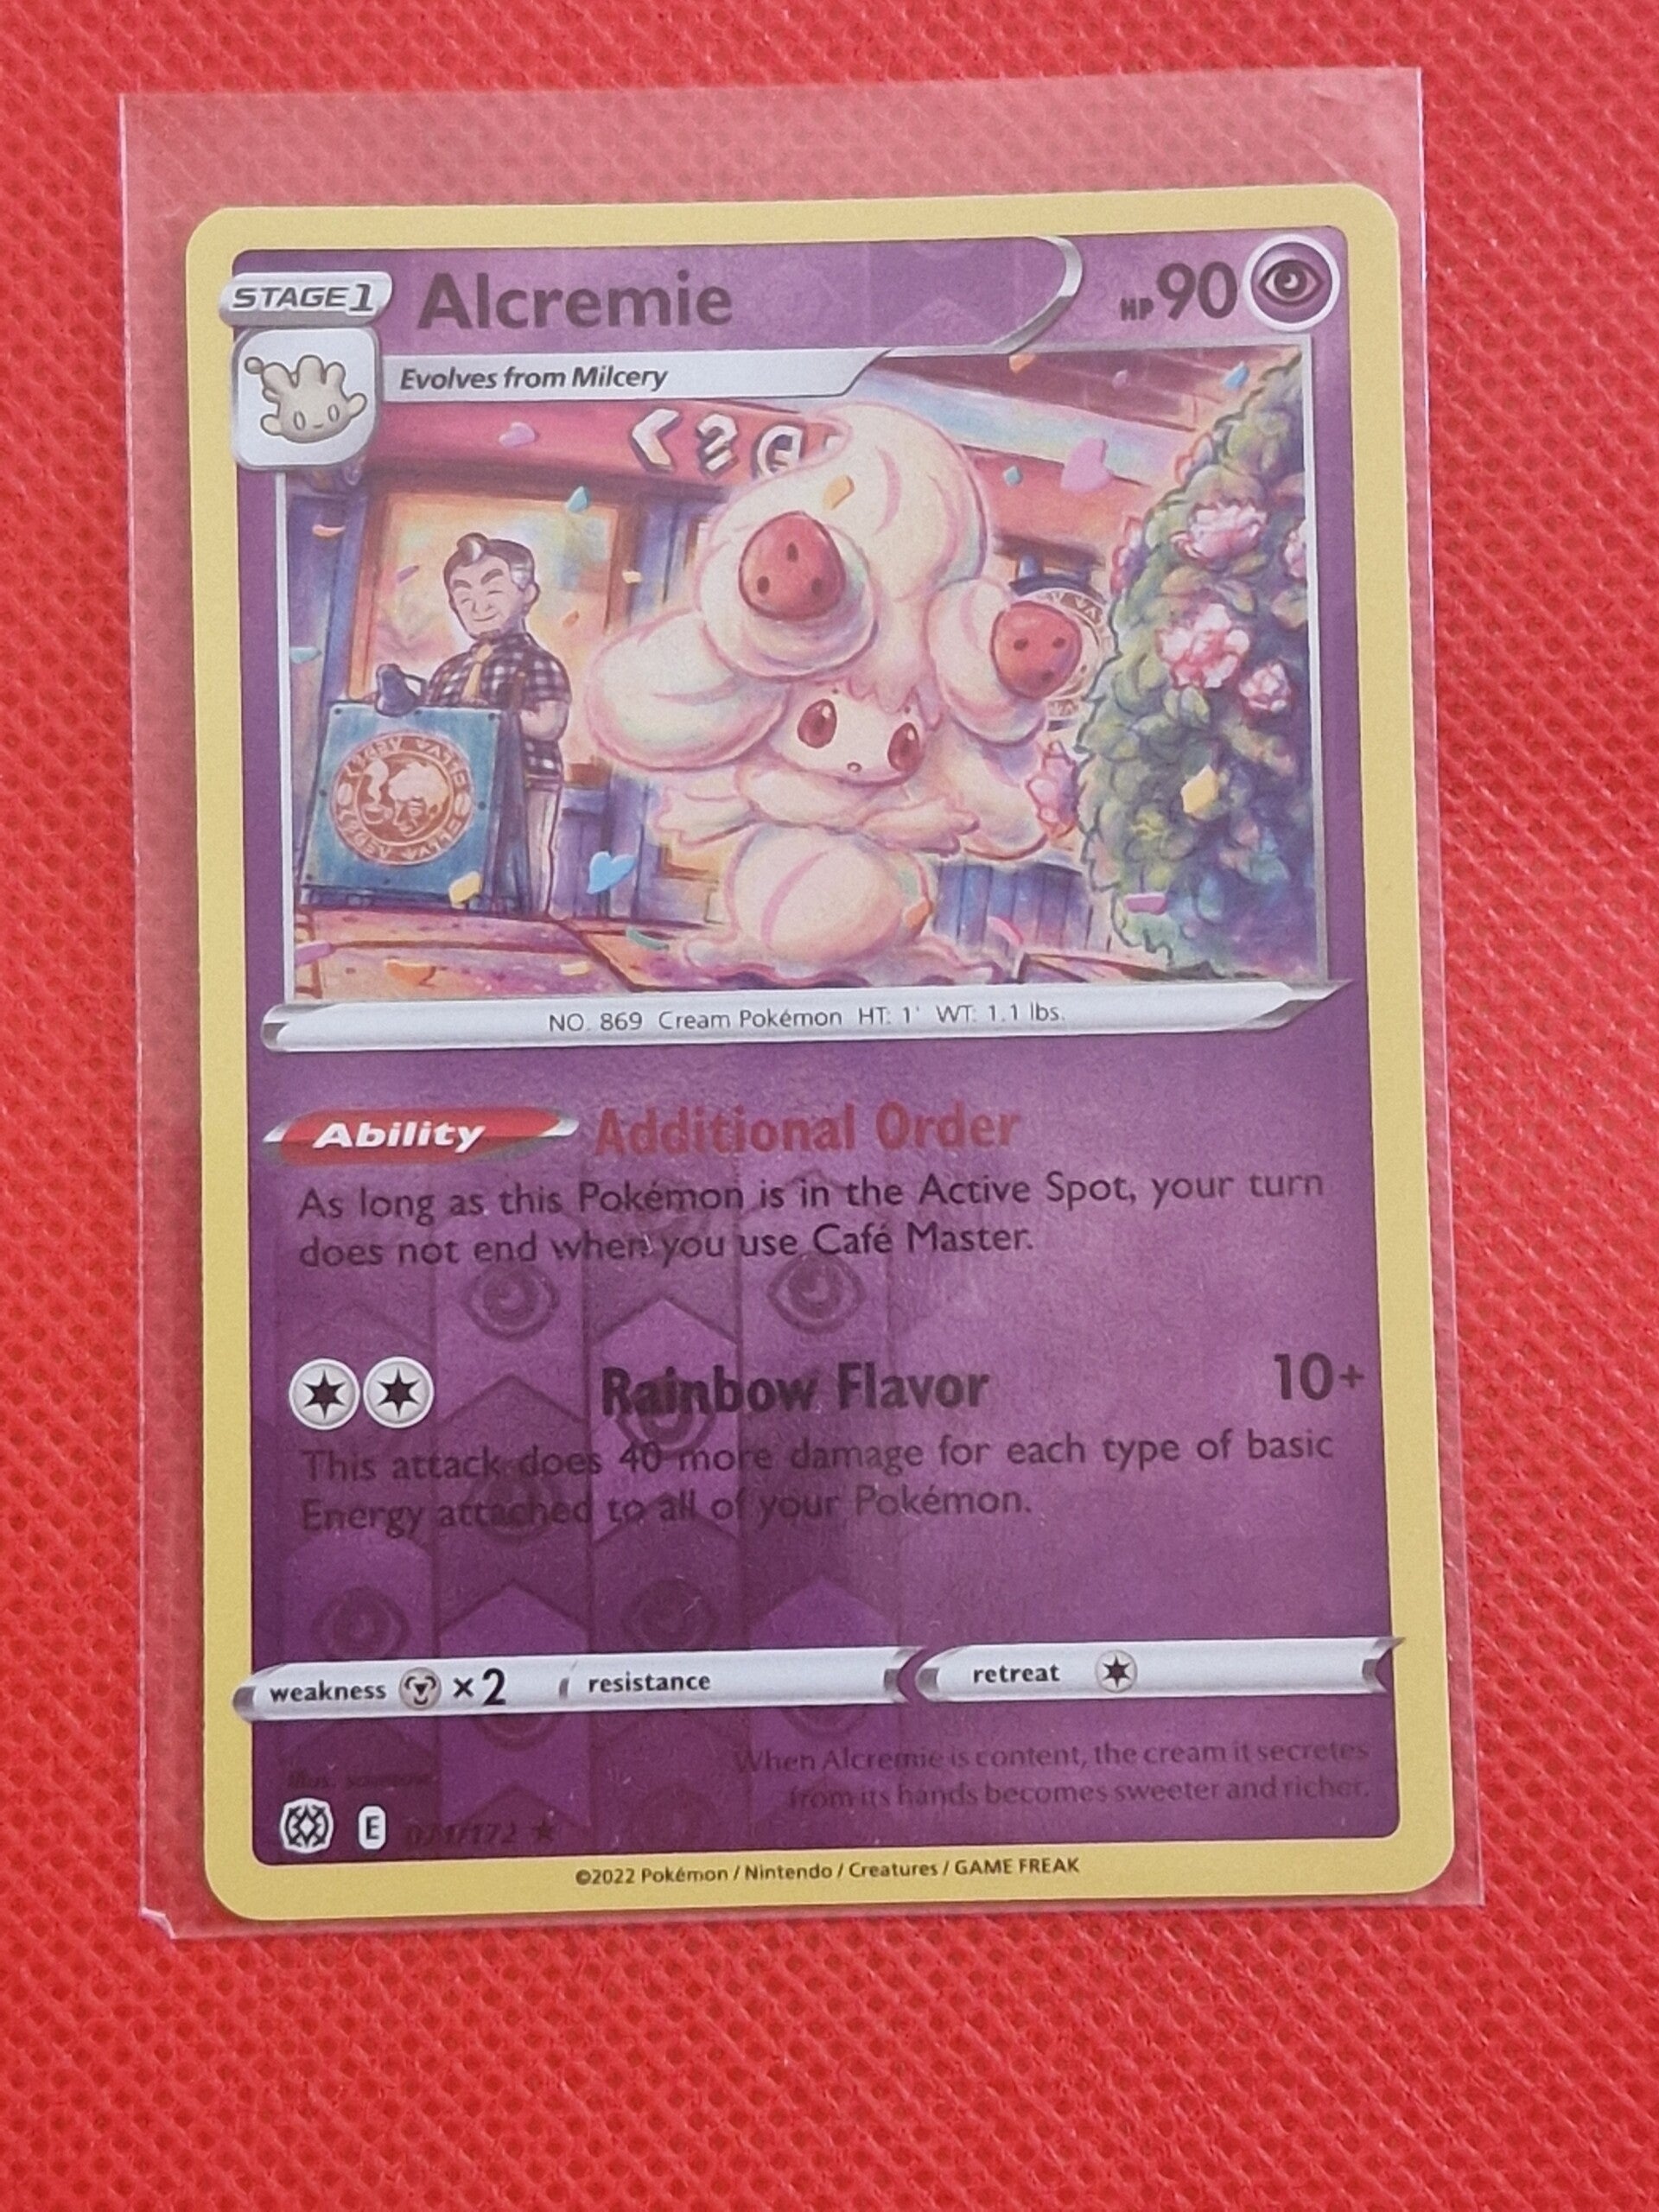 STAGE1
Alcremie
HP 90
Evolves from Milcery
NO. 869 Cream Pokémon HT: 1' WT: 1.1 lbs.
Ability Additional Order
As long as this Pokémon is in the Active Spot, your turn
does not end when you use Café Master.
Rainbow Flavor 10+
This attack does 40 more damage for each type of basic
Energy attached to all of your Pokémon.
weakness ×2 resistance retreat
When Alcremie is content, the cream it secretes
from its hands becomes sweeter and richer.
Illus.
E 071/172
©2022 Pokémon / Nintendo / Creatures / GAME FREAK